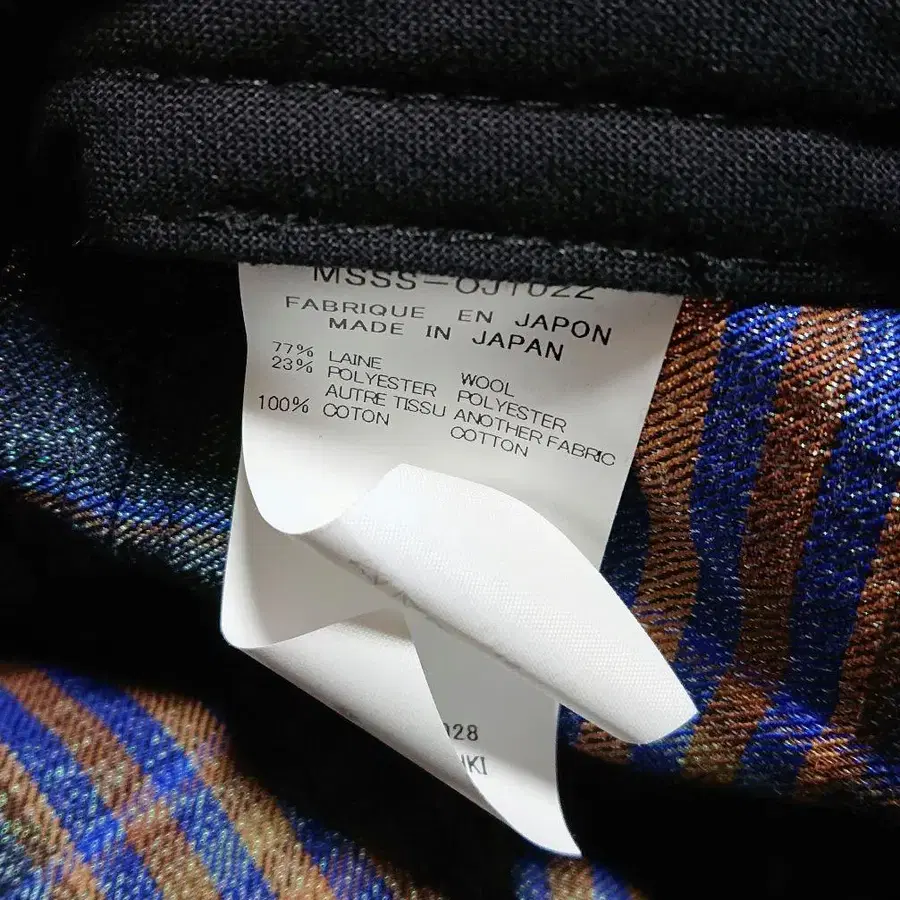 FABRIQUE EN JAPON
MADE IN JAPAN
77% LAINE WOOL
23% POLYESTER POLYESTER
AUTRE TISSU ANOTHER FABRIC
100% COTON COTTON